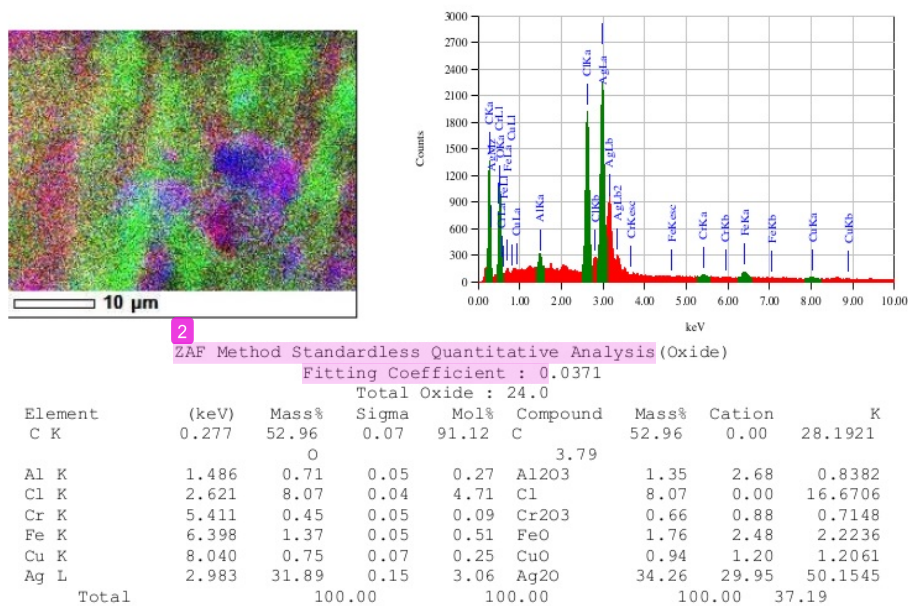 3000
2700
2400
2100
1800
1500
1200
900
600
300
0
Counts
CKa
AgMz
OKa
CrLl
CrLa
FeLl
FeLa
CuLl
CuLa
AlKa
ClKa
ClKb
AgLa
AgLb
AgLb2
CrKesc
FeKesc
CrKa
CrKb
FeKa
FeKb
CuKa
CuKb
0.00 1.00 2.00 3.00 4.00 5.00 6.00 7.00 8.00 9.00 10.00
keV
10 µm
2
ZAF Method Standardless Quantitative Analysis(Oxide)
Fitting Coefficient : 0.0371
Total Oxide : 24.0
Element (keV) Mass% Sigma Mol% Compound Mass% Cation K
C K 0.277 52.96 0.07 91.12 C 52.96 0.00 28.1921
O 3.79
Al K 1.486 0.71 0.05 0.27 Al2O3 1.35 2.68 0.8382
Cl K 2.621 8.07 0.04 4.71 Cl 8.07 0.00 16.6706
Cr K 5.411 0.45 0.05 0.09 Cr2O3 0.66 0.88 0.7148
Fe K 6.398 1.37 0.05 0.51 FeO 1.76 2.48 2.2236
Cu K 8.040 0.75 0.07 0.25 CuO 0.94 1.20 1.2061
Ag L 2.983 31.89 0.15 3.06 Ag2O 34.26 29.95 50.1545
Total 100.00 100.00 100.00 37.19